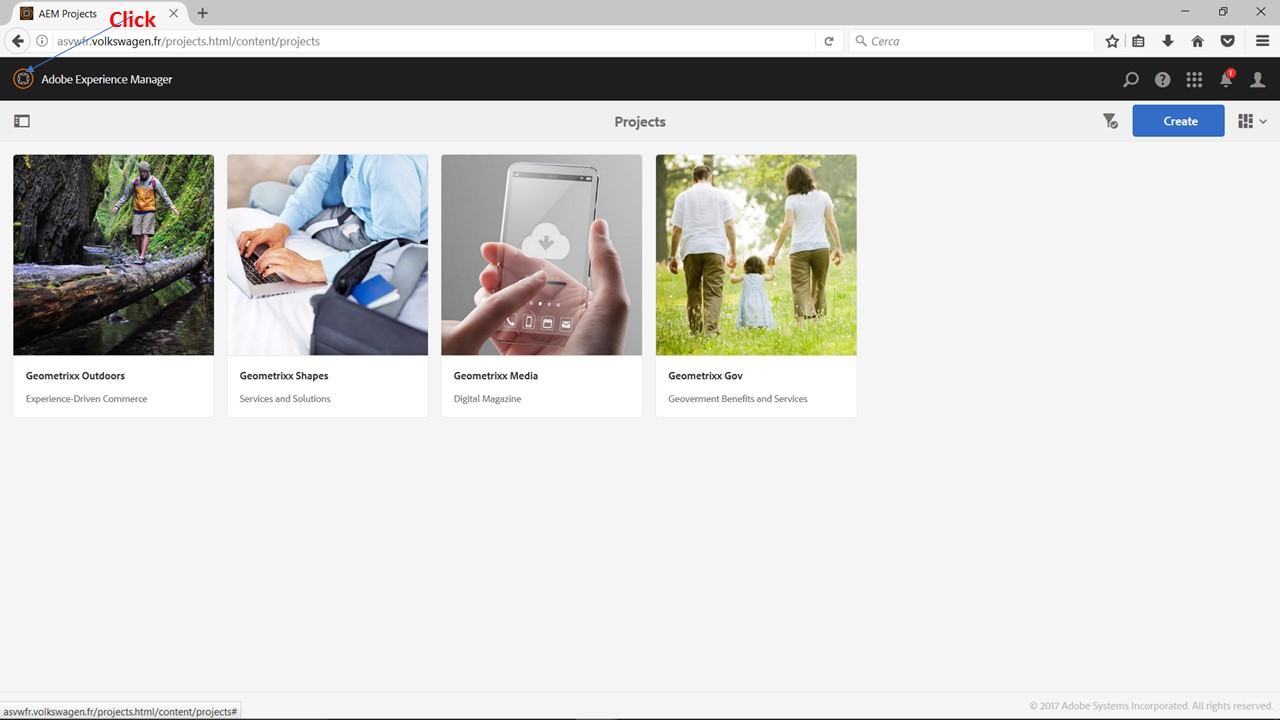 AEM Projects
Click
asvwfr.volkswagen.fr/projects.html/content/projects
Cerca
Adobe Experience Manager
1
Projects
Create
Geometrixx Outdoors
Experience-Driven Commerce
Geometrixx Shapes
Services and Solutions
Geometrixx Media
Digital Magazine
Geometrixx Gov
Geoverment Benefits and Services
© 2017 Adobe Systems Incorporated. All rights reserved.
asvwfr.volkswagen.fr/projects.html/content/projects#